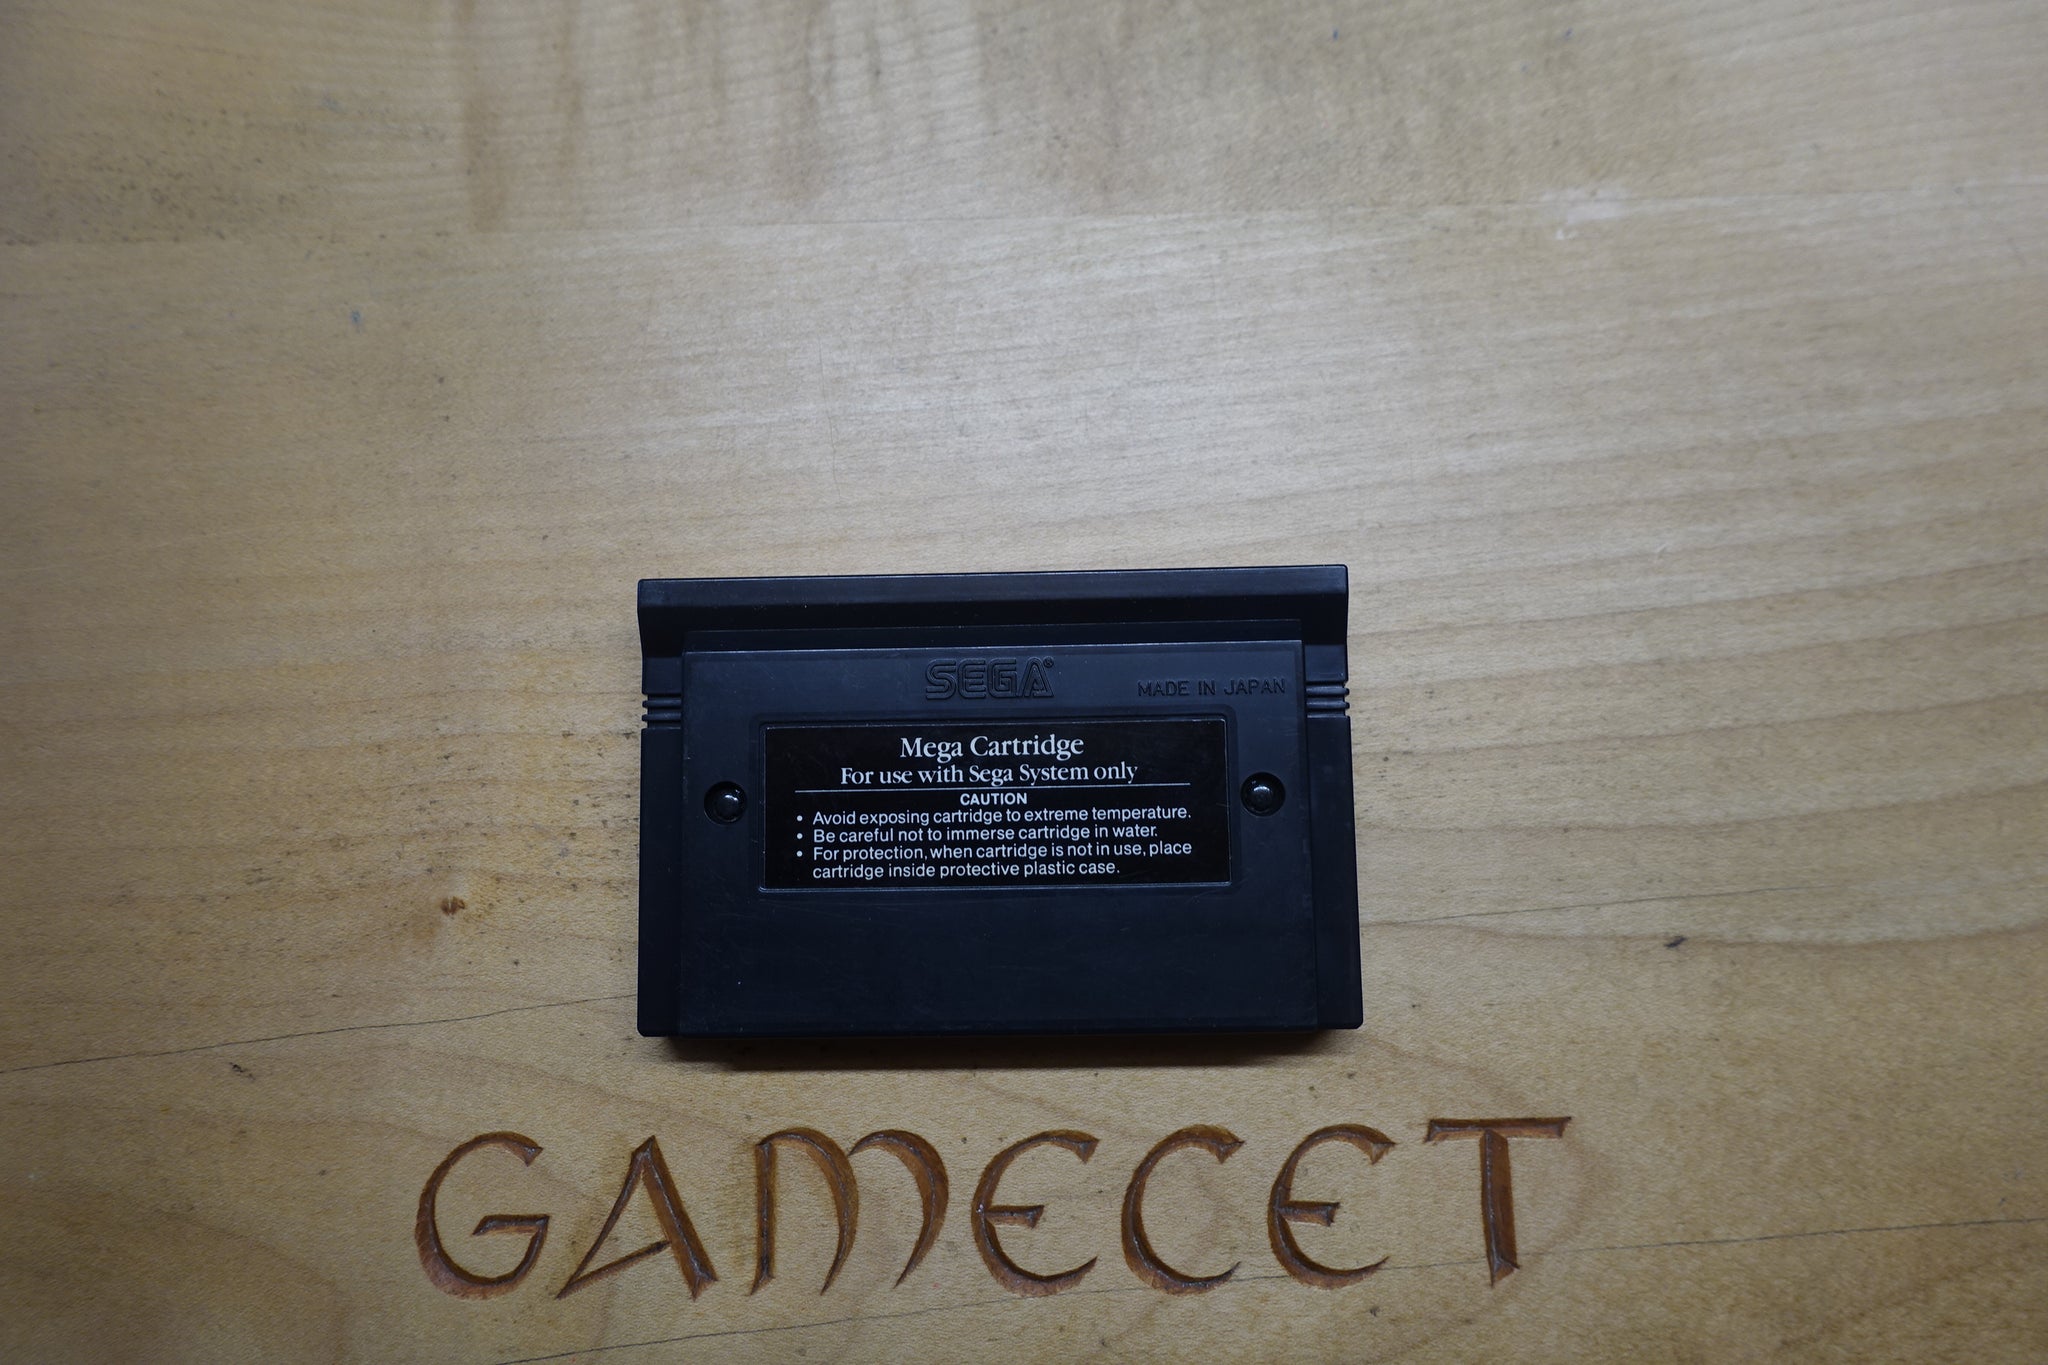 SEGA®
MADE IN JAPAN
Mega Cartridge
For use with Sega System only
CAUTION
• Avoid exposing cartridge to extreme temperature.
• Be careful not to immerse cartridge in water.
• For protection, when cartridge is not in use, place
cartridge inside protective plastic case.
GAMECET